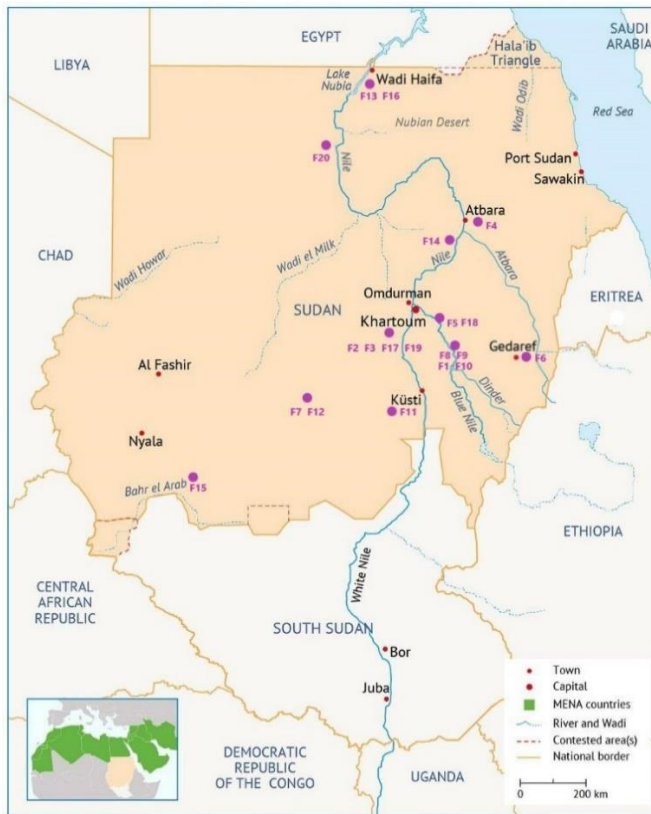 EGYPT
SAUDI
ARABIA
LIBYA
Hala'ib
Triangle
Lake
Nubia
Wadi Haifa
F13 F16
Wadi Odib
Red Sea
Nubian Desert
F20
Nile
Port Sudan
Sawakin
Atbara
F4
CHAD
Wadi Howar
Wadi el Milk
F14
Nile
Atbara
ERITREA
Omdurman
SUDAN
Khartoum
F5 F18
F2 F3 F17 F19
F8 F9
F1 F10
Gedaref
F6
Al Fashir
Dinder
Blue Nile
F7 F12
Küsti
F11
Nyala
F15
Bahr el Arab
ETHIOPIA
CENTRAL
AFRICAN
REPUBLIC
White Nile
SOUTH SUDAN
Bor
Juba
DEMOCRATIC
REPUBLIC
OF THE CONGO
UGANDA
Town
Capital
MENA countries
River and Wadi
Contested area(s)
National border
0 200 km